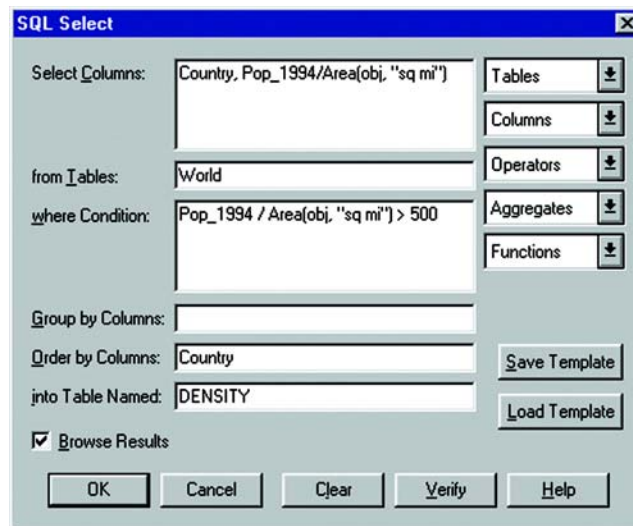 SQL Select
Select Columns:
Country, Pop_1994/Area(obj, "sq mi")
Tables
Columns
from Tables:
World
Operators
where Condition:
Pop_1994 / Area(obj, "sq mi") > 500
Aggregates
Functions
Group by Columns:
Order by Columns:
Country
Save Template
into Table Named:
DENSITY
Load Template
Browse Results
OK
Cancel
Clear
Verify
Help